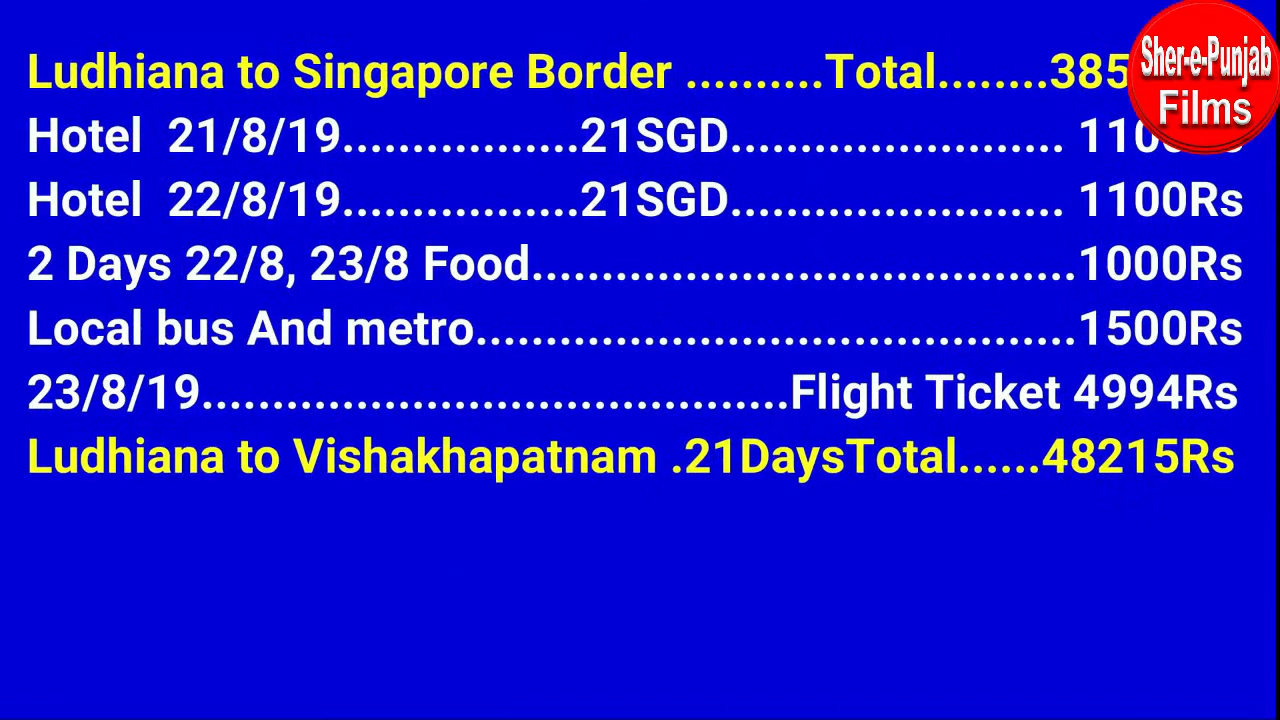 Ludhiana to Singapore Border ..........Total........385
Hotel 21/8/19.................21SGD........................ 110
Hotel 22/8/19.................21SGD........................ 1100Rs
2 Days 22/8, 23/8 Food.......................................1000Rs
Local bus And metro...........................................1500Rs
23/8/19..........................................Flight Ticket 4994Rs
Ludhiana to Vishakhapatnam .21DaysTotal......48215Rs
Sher-e-Punjab
Films